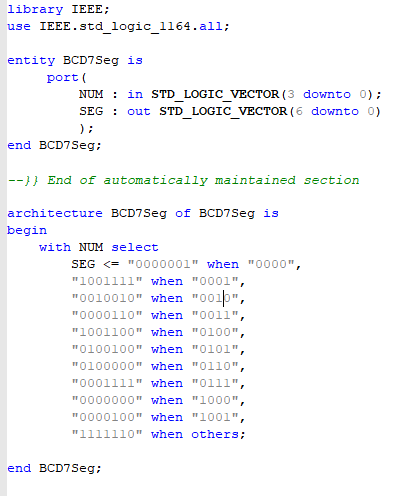 library IEEE;
use IEEE.std_logic_1164.all;
entity BCD7Seg is
port(
NUM : in STD_LOGIC_VECTOR(3 downto 0);
SEG : out STD_LOGIC_VECTOR(6 downto 0)
);
end BCD7Seg;
--}} End of automatically maintained section
architecture BCD7Seg of BCD7Seg is
begin
with NUM select
SEG <= "0000001" when "0000",
"1001111" when "0001",
"0010010" when "0010",
"0000110" when "0011",
"1001100" when "0100",
"0100100" when "0101",
"0100000" when "0110",
"0001111" when "0111",
"0000000" when "1000",
"0000100" when "1001",
"1111110" when others;
end BCD7Seg;